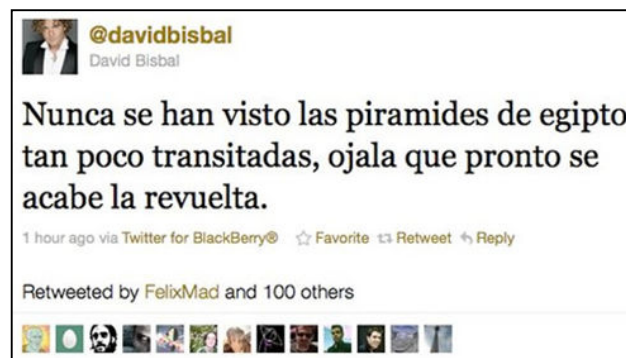 @davidbisbal
David Bisbal
Nunca se han visto las piramides de egipto
tan poco transitadas, ojala que pronto se
acabe la revuelta.
1 hour ago via Twitter for BlackBerry® Favorite Retweet Reply
Retweeted by FelixMad and 100 others